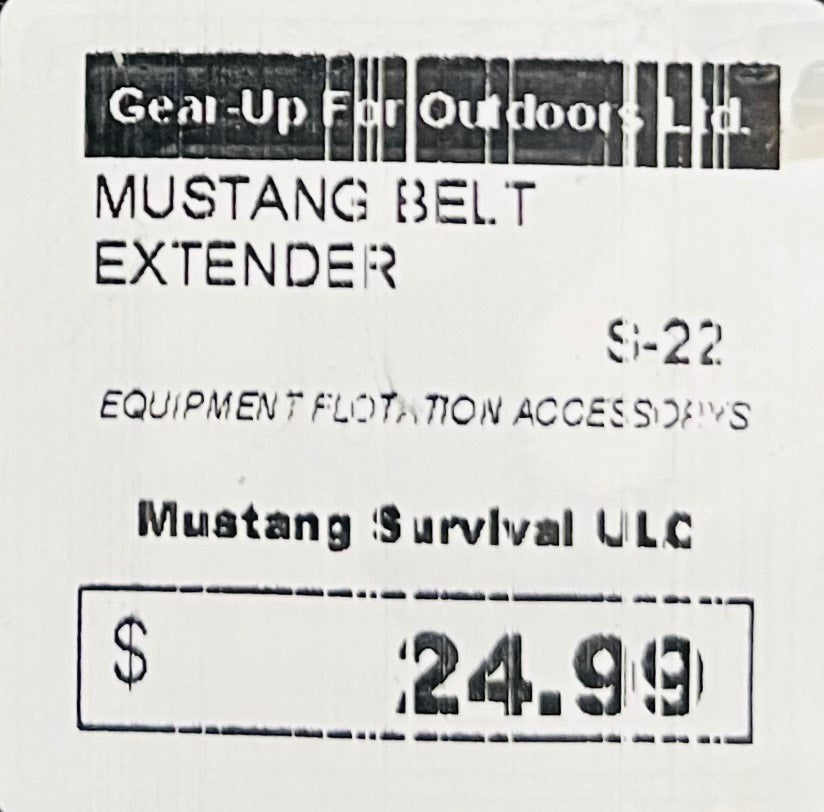 Gear-Up For Outdoors Ltd.
MUSTANG BELT
EXTENDER
S-22
EQUIPMENT FLOTATION ACCESSORYS
Mustang Survival ULC
$ 24.99